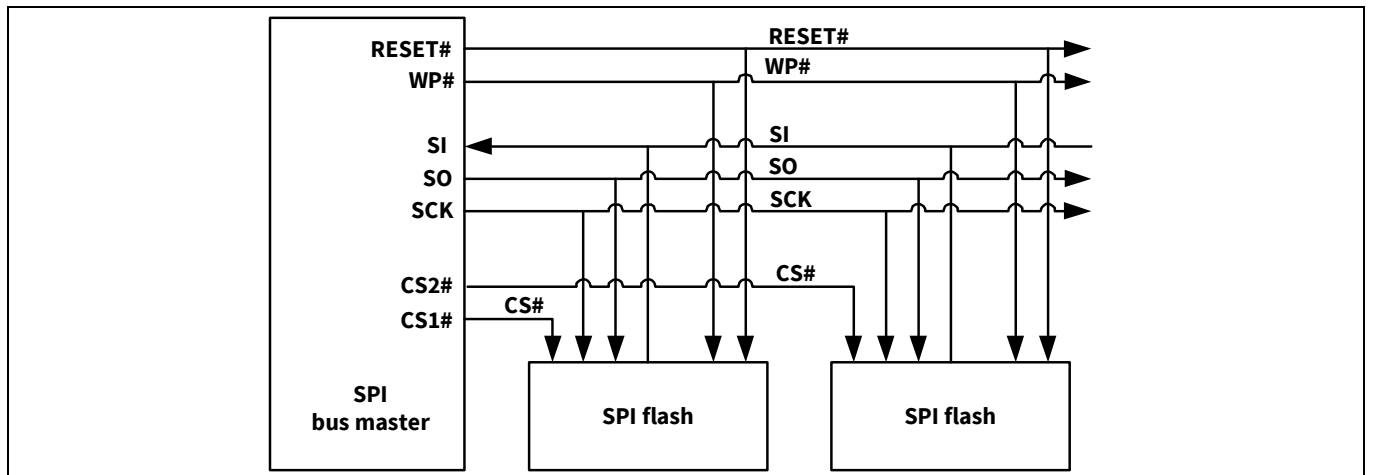 RESET#
RESET#
WP#
WP#
SI
SI
SO
SO
SCK
SCK
CS2#
CS#
CS1#
CS#
SPI
bus master
SPI flash
SPI flash